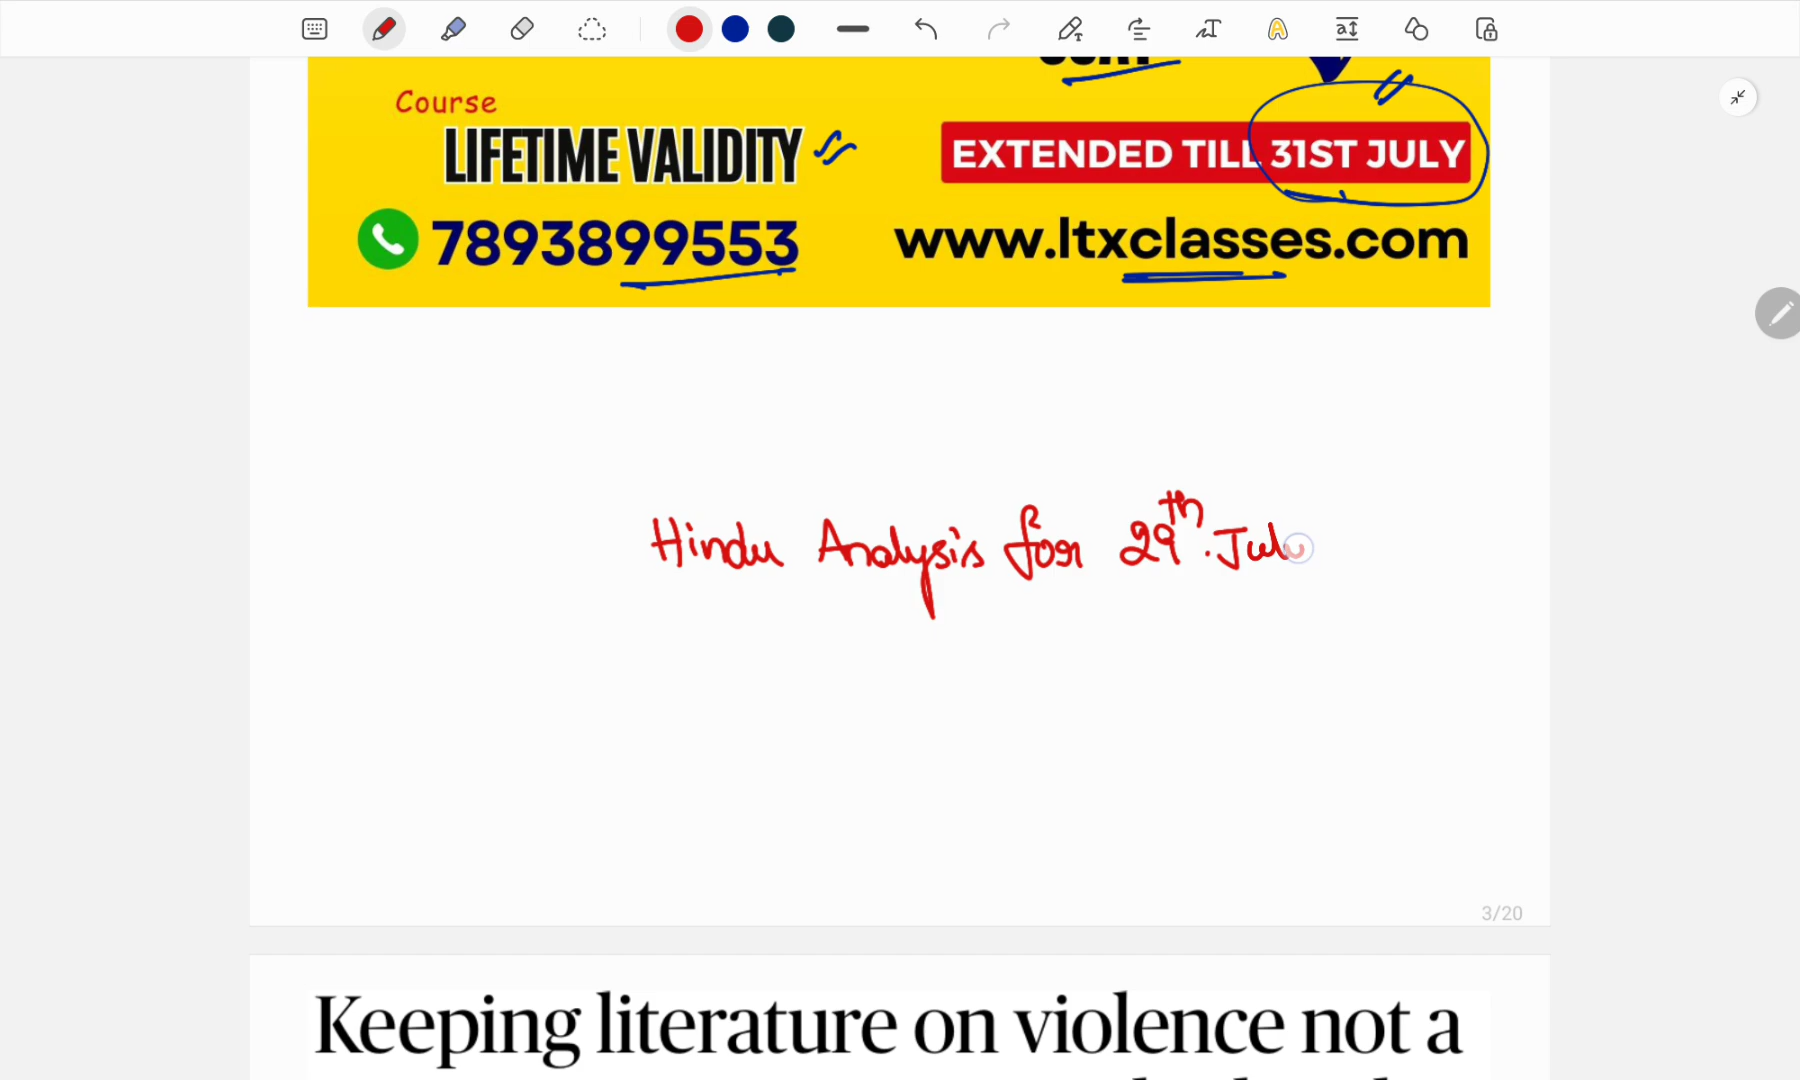 Course
LIFETIME VALIDITY
EXTENDED TILL 31ST JULY
7893899553
www.ltxclasses.com
Hindu Analysis for 29th. July
3/20
Keeping literature on violence not a